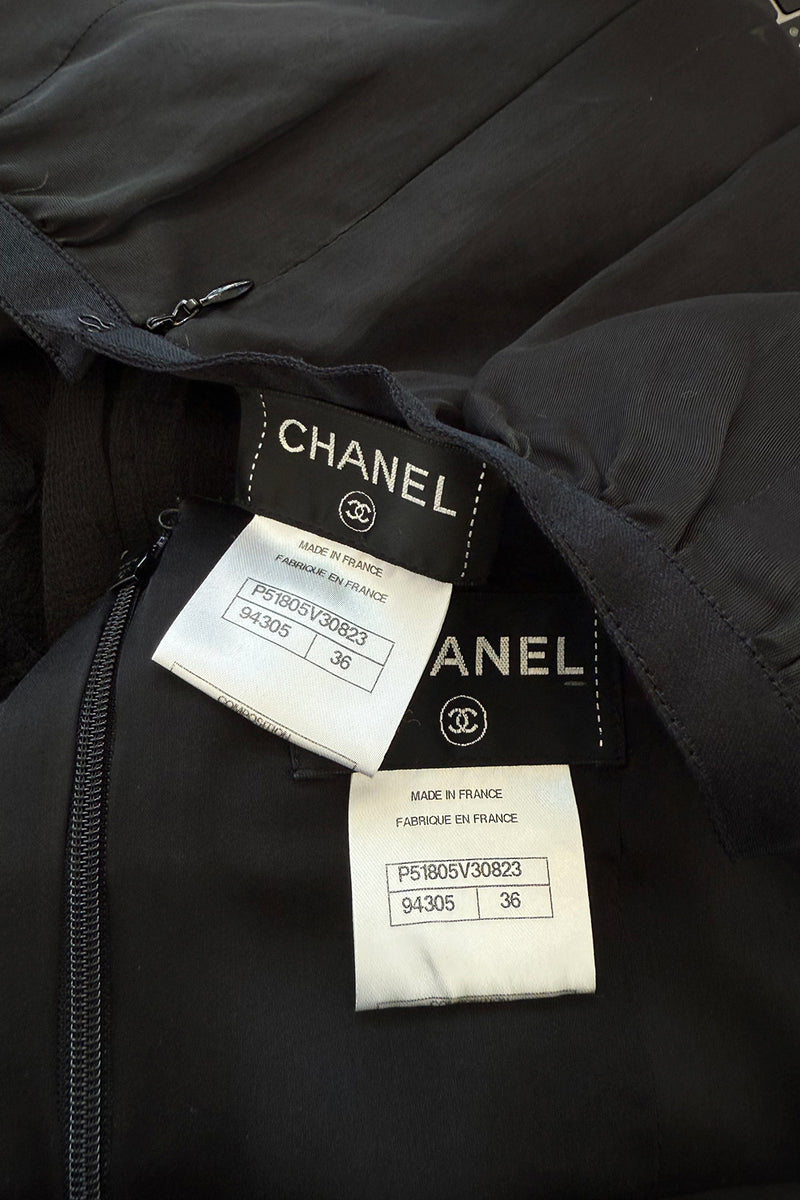 CHANEL
MADE IN FRANCE
FABRIQUE EN FRANCE
P51805V30823
94305 36
COMPOSITION
ANEL
MADE IN FRANCE
FABRIQUE EN FRANCE
P51805V30823
94305 36